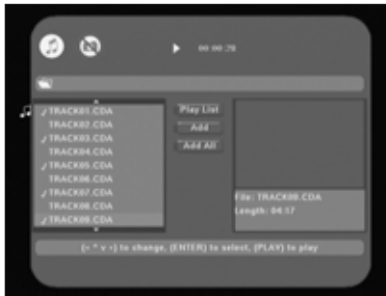 00:00:28
TRACK01.CDA
TRACK02.CDA
TRACK03.CDA
TRACK04.CDA
TRACK05.CDA
TRACK06.CDA
TRACK07.CDA
TRACK08.CDA
TRACK09.CDA
Play List
Add
Add All
File: TRACK09.CDA
Length: 04:17
(< ^ v >) to change, (ENTER) to select, (PLAY) to play